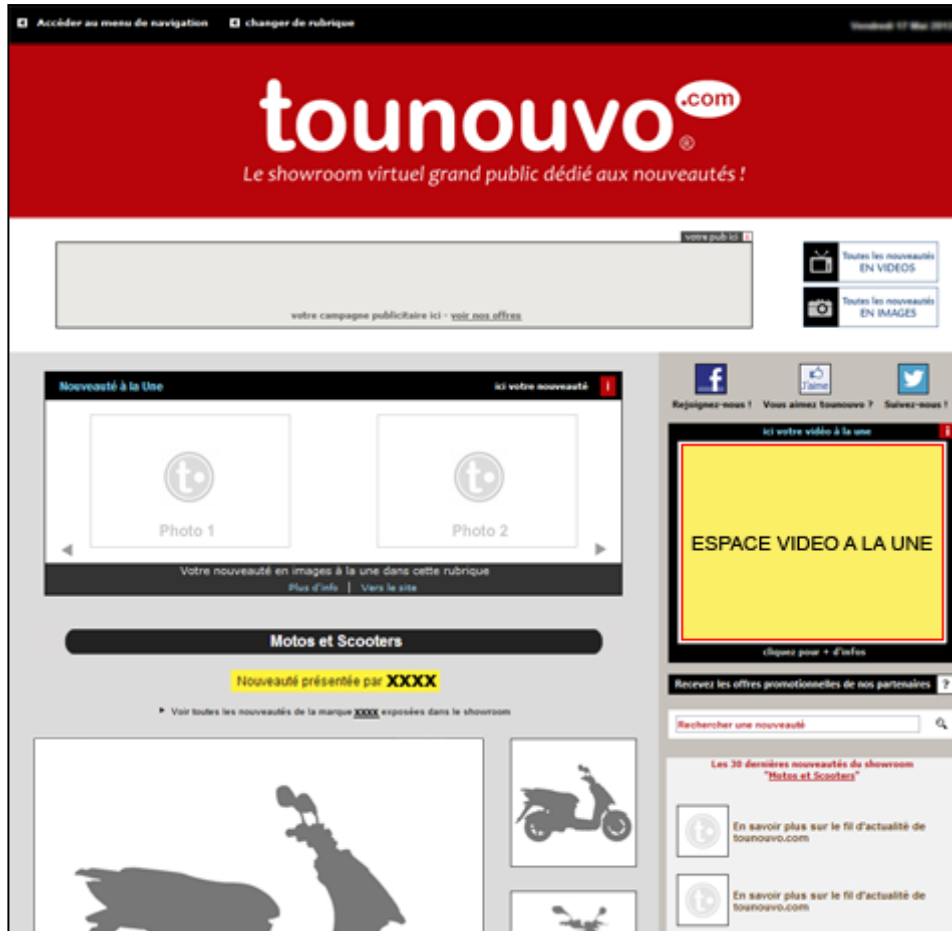 Accéder au menu de navigation changer de rubrique
Vendredi 17 Mai
tounouvo.com ®
Le showroom virtuel grand public dédié aux nouveautés !
votre pub ici i
votre campagne publicitaire ici - voir nos offres
Toutes les nouveautés
EN VIDEOS
Toutes les nouveautés
EN IMAGES
Nouveauté à la Une ici votre nouveauté i
t
Photo 1
t
Photo 2
Votre nouveauté en images à la une dans cette rubrique
Plus d'info | Vers le site
Motos et Scooters
Nouveauté présentée par XXXX
Voir toutes les nouveautés de la marque XXXX exposées dans le showroom
f
J'aime
Rejoignez-nous ! Vous aimez tounouvo ? Suivez-nous !
ici votre vidéo à la une i
ESPACE VIDEO A LA UNE
cliquez pour + d'infos
Recevez les offres promotionnelles de nos partenaires ?
Rechercher une nouveauté
Les 30 dernières nouveautés du showroom
"Motos et Scooters"
t
En savoir plus sur le fil d'actualité de
tounouvo.com
t
En savoir plus sur le fil d'actualité de
tounouvo.com